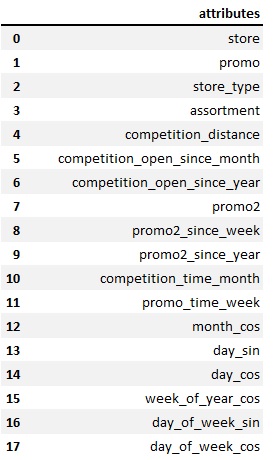 attributes
0 store
1 promo
2 store_type
3 assortment
4 competition_distance
5 competition_open_since_month
6 competition_open_since_year
7 promo2
8 promo2_since_week
9 promo2_since_year
10 competition_time_month
11 promo_time_week
12 month_cos
13 day_sin
14 day_cos
15 week_of_year_cos
16 day_of_week_sin
17 day_of_week_cos